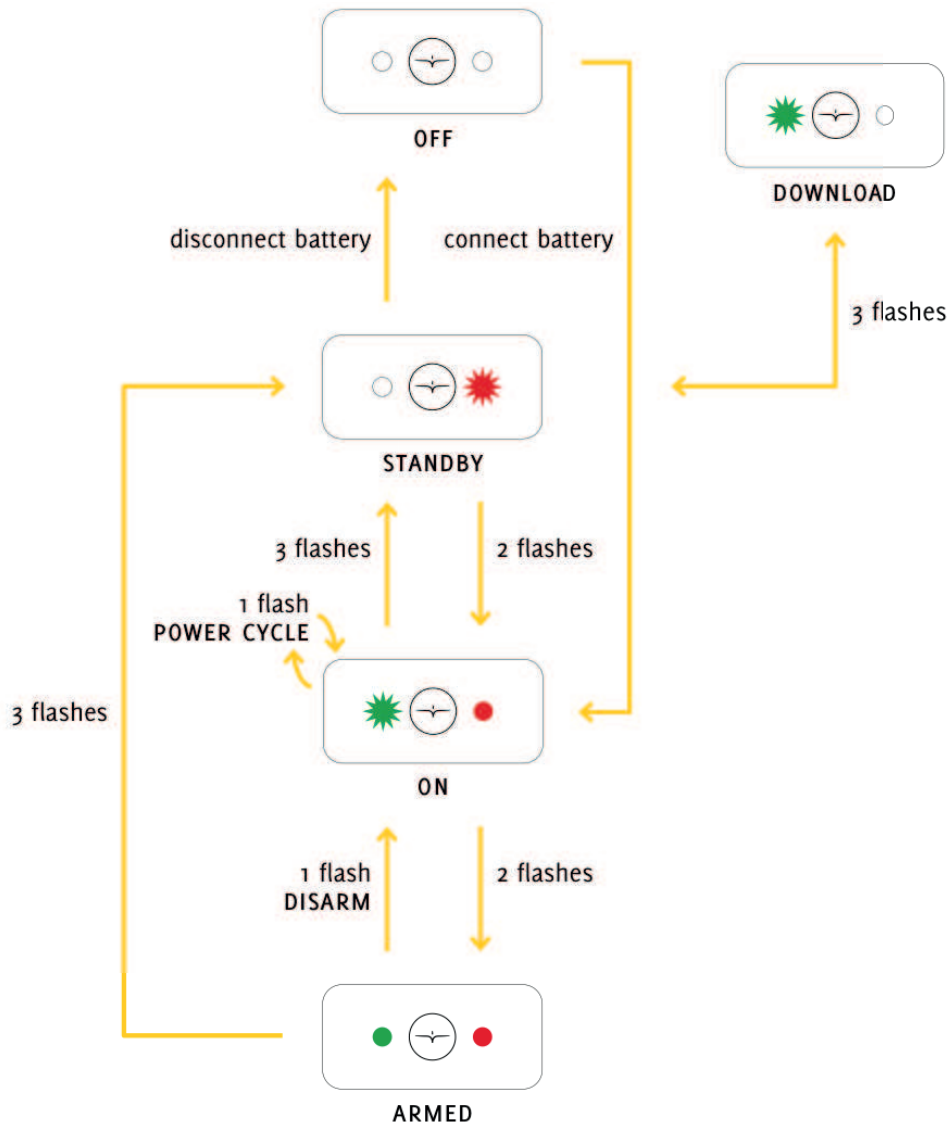 OFF
DOWNLOAD
disconnect battery
connect battery
3 flashes
STANDBY
3 flashes
2 flashes
1 flash
POWER CYCLE
3 flashes
ON
1 flash
DISARM
2 flashes
ARMED